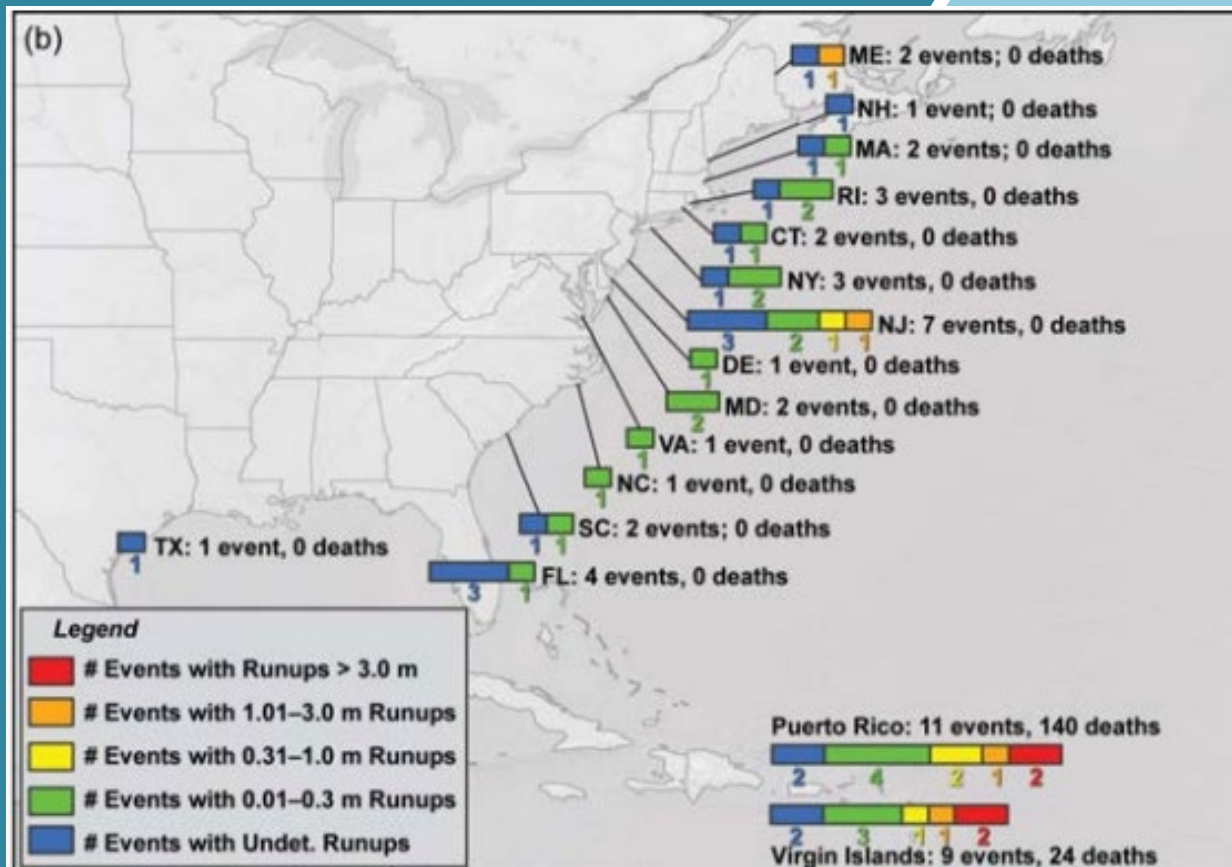 (b)
ME: 2 events; 0 deaths
1 1
NH: 1 event; 0 deaths
1
MA: 2 events; 0 deaths
1 1
RI: 3 events, 0 deaths
1 2
CT: 2 events, 0 deaths
1 1
NY: 3 events, 0 deaths
1 2
NJ: 7 events, 0 deaths
3 2 1 1
DE: 1 event, 0 deaths
1
MD: 2 events, 0 deaths
2
VA: 1 event, 0 deaths
1
NC: 1 event, 0 deaths
1
SC: 2 events; 0 deaths
1 1
TX: 1 event, 0 deaths
1
FL: 4 events, 0 deaths
3 1
Legend
# Events with Runups > 3.0 m
# Events with 1.01–3.0 m Runups
# Events with 0.31–1.0 m Runups
# Events with 0.01–0.3 m Runups
# Events with Undet. Runups
Puerto Rico: 11 events, 140 deaths
2 4 2 1 2
2 3 1 1 2
Virgin Islands: 9 events, 24 deaths